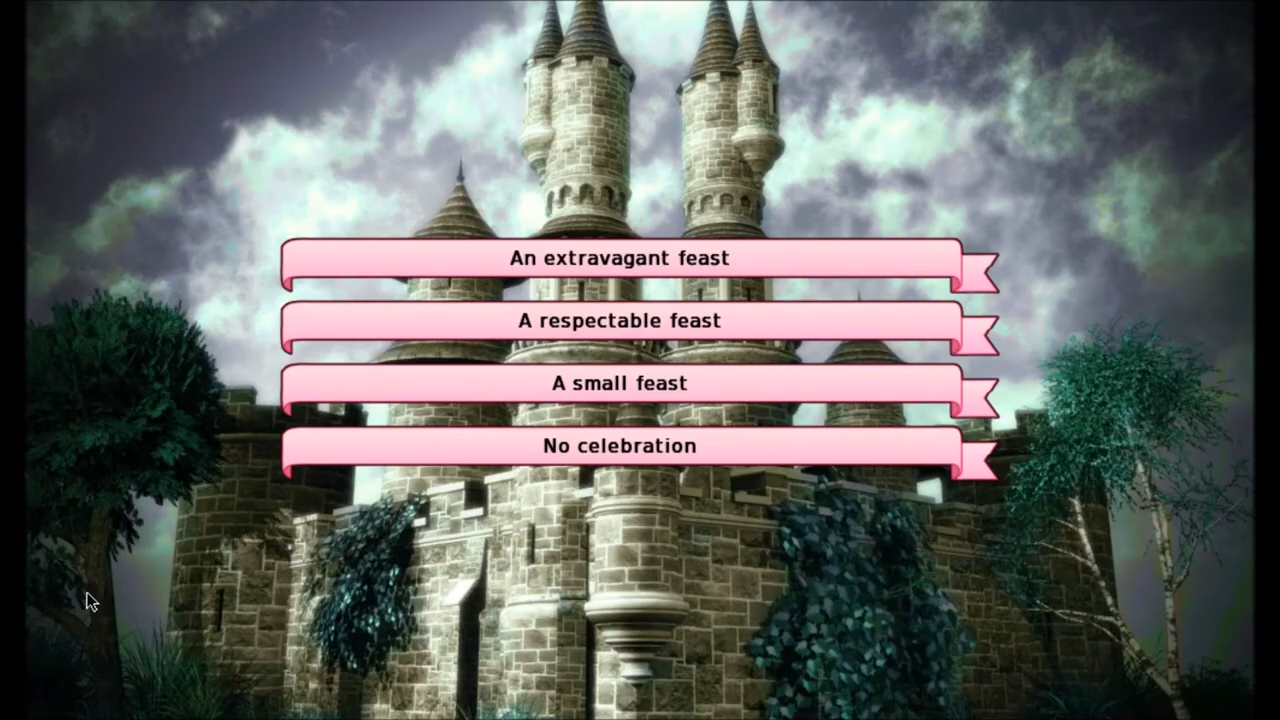 An extravagant feast
A respectable feast
A small feast
No celebration